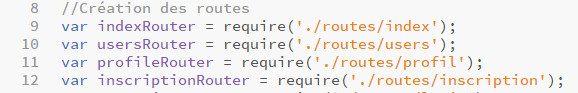 8 //Création des routes
9 var indexRouter = require('./routes/index');
10 var usersRouter = require('./routes/users');
11 var profileRouter = require('./routes/profil');
12 var inscriptionRouter = require('./routes/inscription');